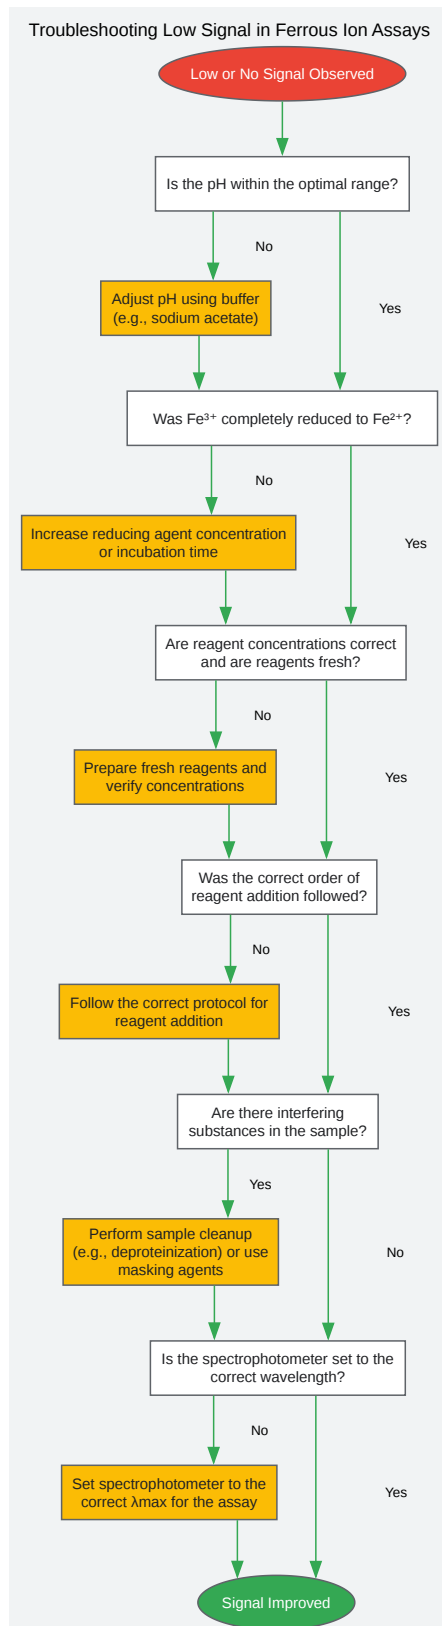 Troubleshooting Low Signal in Ferrous Ion Assays
Low or No Signal Observed
Is the pH within the optimal range?
No
Adjust pH using buffer
(e.g., sodium acetate)
Yes
Was Fe³⁺ completely reduced to Fe²⁺?
No
Increase reducing agent concentration
or incubation time
Yes
Are reagent concentrations correct
and are reagents fresh?
No
Prepare fresh reagents and
verify concentrations
Yes
Was the correct order of
reagent addition followed?
No
Follow the correct protocol for
reagent addition
Yes
Are there interfering
substances in the sample?
Yes
Perform sample cleanup
(e.g., deproteinization) or use
masking agents
No
Is the spectrophotometer set to the
correct wavelength?
No
Set spectrophotometer to the
correct λmax for the assay
Yes
Signal Improved